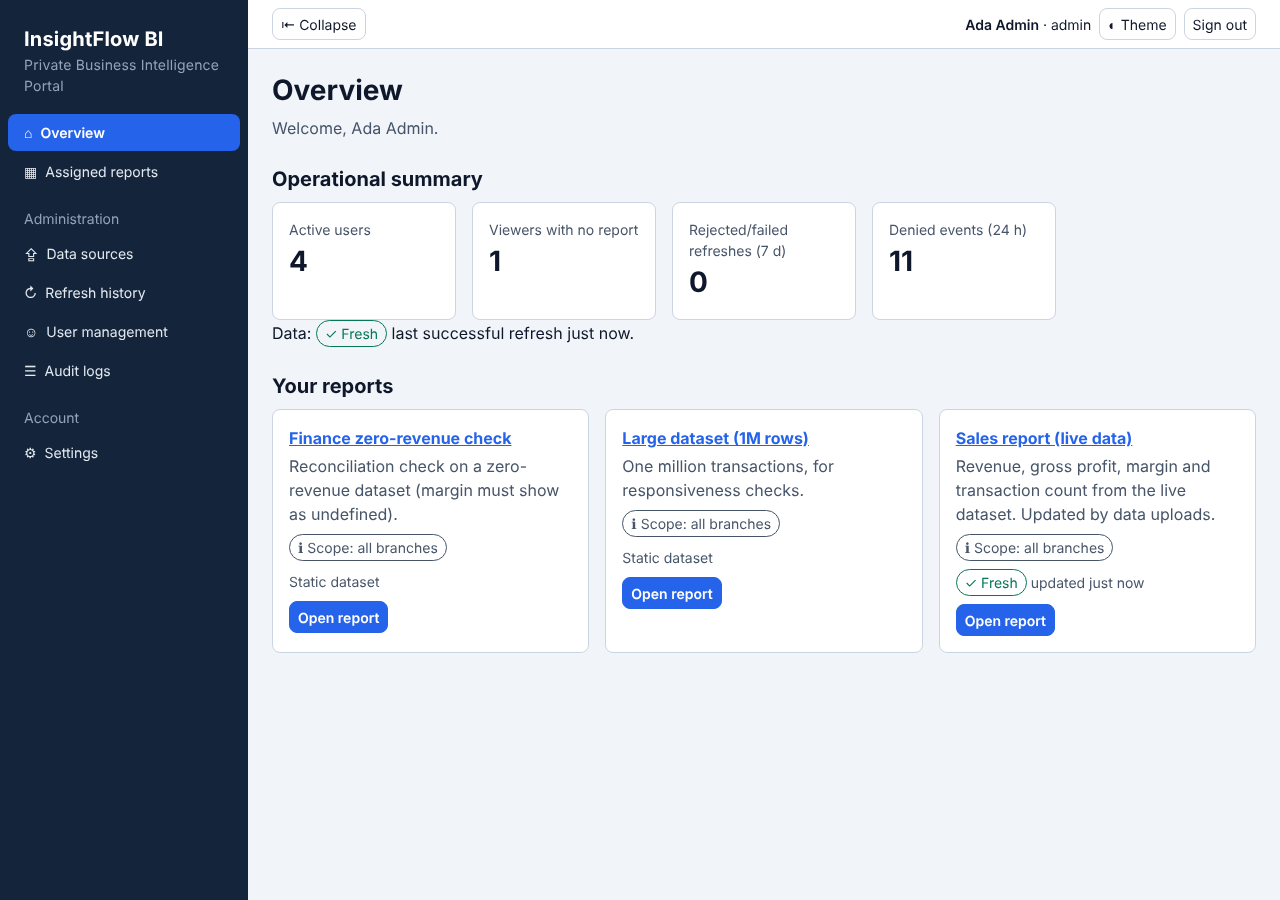 InsightFlow BI
Private Business Intelligence
Portal
Overview
Assigned reports
Administration
Data sources
Refresh history
User management
Audit logs
Account
Settings
Collapse
Ada Admin · admin
Theme
Sign out
Overview
Welcome, Ada Admin.
Operational summary
Active users
4
Viewers with no report
1
Rejected/failed
refreshes (7 d)
0
Denied events (24 h)
11
Data: ✓ Fresh last successful refresh just now.
Your reports
Finance zero-revenue check
Reconciliation check on a zero-
revenue dataset (margin must show
as undefined).
ℹ Scope: all branches
Static dataset
Open report
Large dataset (1M rows)
One million transactions, for
responsiveness checks.
ℹ Scope: all branches
Static dataset
Open report
Sales report (live data)
Revenue, gross profit, margin and
transaction count from the live
dataset. Updated by data uploads.
ℹ Scope: all branches
✓ Fresh updated just now
Open report